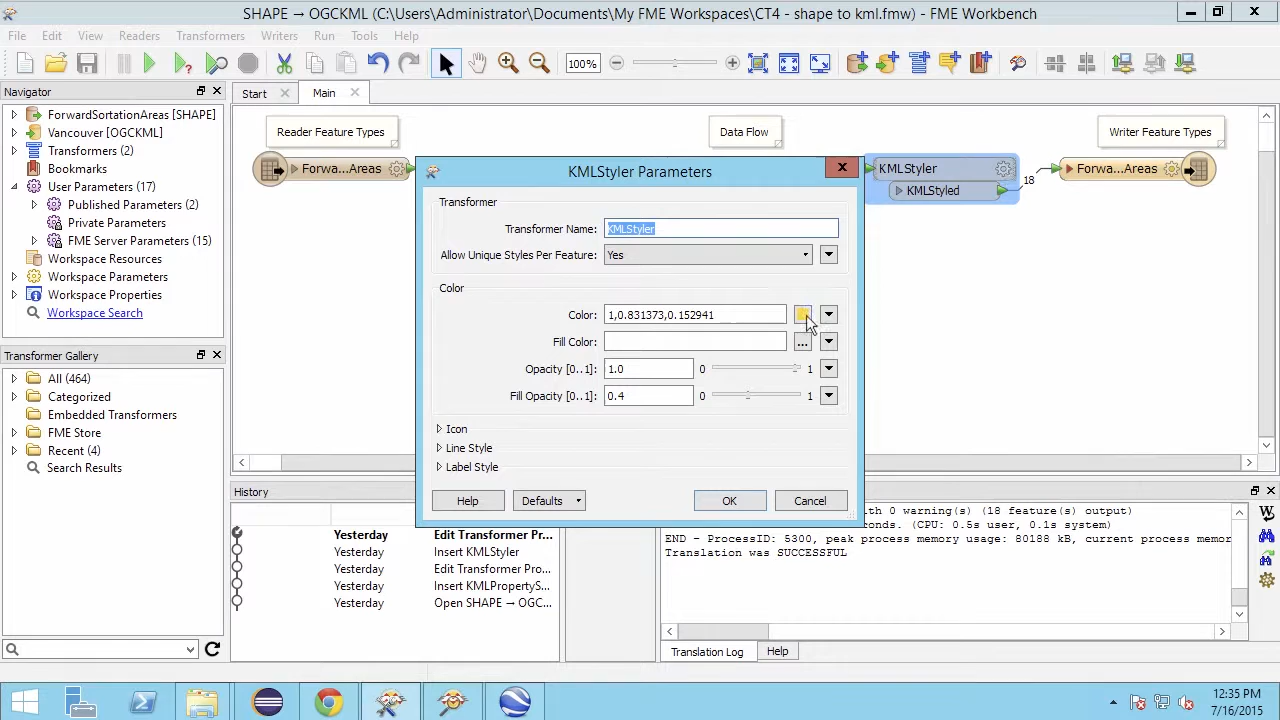 SHAPE → OGCKML (C:\Users\Administrator\Documents\My FME Workspaces\CT4 - shape to kml.fmw) - FME Workbench
File Edit View Readers Transformers Writers Run Tools Help
100%
Navigator
Start
Main
ForwardSortationAreas [SHAPE]
Vancouver [OGCKML]
Transformers (2)
Bookmarks
User Parameters (17)
Published Parameters (2)
Private Parameters
FME Server Parameters (15)
Workspace Resources
Workspace Parameters
Workspace Properties
Workspace Search
Reader Feature Types
Data Flow
Writer Feature Types
Forwa...Areas
KMLStyler
KMLStyled
18
Forwa...Areas
KMLStyler Parameters
Transformer
Transformer Name: KMLStyler
Allow Unique Styles Per Feature: Yes
Color
Color: 1,0.831373,0.152941
Fill Color: ...
Opacity [0..1]: 1.0 0 1
Fill Opacity [0..1]: 0.4 0 1
Icon
Line Style
Label Style
Help Defaults OK Cancel
Transformer Gallery
All (464)
Categorized
Embedded Transformers
FME Store
Recent (4)
Search Results
History
Yesterday Edit Transformer Pr...
Yesterday Insert KMLStyler
Yesterday Edit Transformer Pro...
Yesterday Insert KMLPropertyS...
Yesterday Open SHAPE → OGC...
th 0 warning(s) (18 feature(s) output)
onds. (CPU: 0.5s user, 0.1s system)
END - ProcessID: 5300, peak process memory usage: 80188 kB, current process memor
Translation was SUCCESSFUL
Translation Log
Help
12:35 PM
7/16/2015